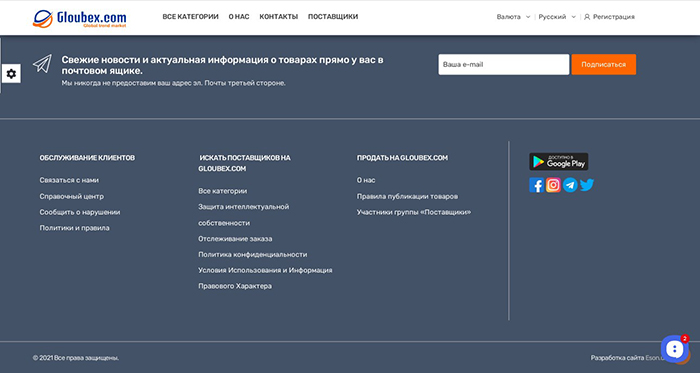 Gloubex.com
Global trend market
ВСЕ КАТЕГОРИИ О НАС КОНТАКТЫ ПОСТАВЩИКИ
Валюта Русский Регистрация
Свежие новости и актуальная информация о товарах прямо у вас в
почтовом ящике.
Мы никогда не предоставим ваш адрес эл. Почты третьей стороне.
Ваша e-mail
Подписаться
ОБСЛУЖИВАНИЕ КЛИЕНТОВ
Связаться с нами
Справочный центр
Сообщить о нарушении
Политики и правила
ИСКАТЬ ПОСТАВЩИКОВ НА
GLOUBEX.COM
Все категории
Защита интеллектуальной
собственности
Отслеживание заказа
Политика конфиденциальности
Условия Использования и Информация
Правового Характера
ПРОДАТЬ НА GLOUBEX.COM
О нас
Правила публикации товаров
Участники группы «Поставщики»
ДОСТУПНО В
Google Play
2
© 2021 Все права защищены.
Разработка сайта